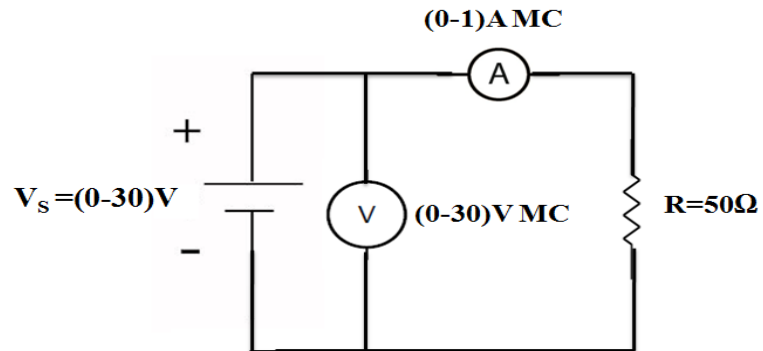 (0-1)A MC
A
+
V_S=(0-30)V
V
(0-30)V MC
R=50Ω
-